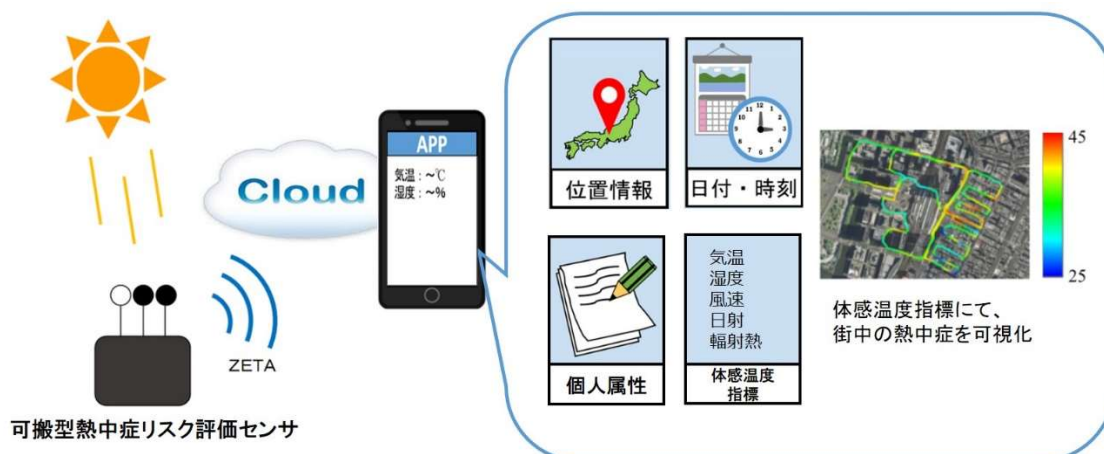 Cloud
APP
気温：～℃
湿度：～%
ZETA
可搬型熱中症リスク評価センサ
位置情報
日付・時刻
個人属性
気温
湿度
風速
日射
輻射熱
体感温度
指標
45
25
体感温度指標にて、
街中の熱中症を可視化